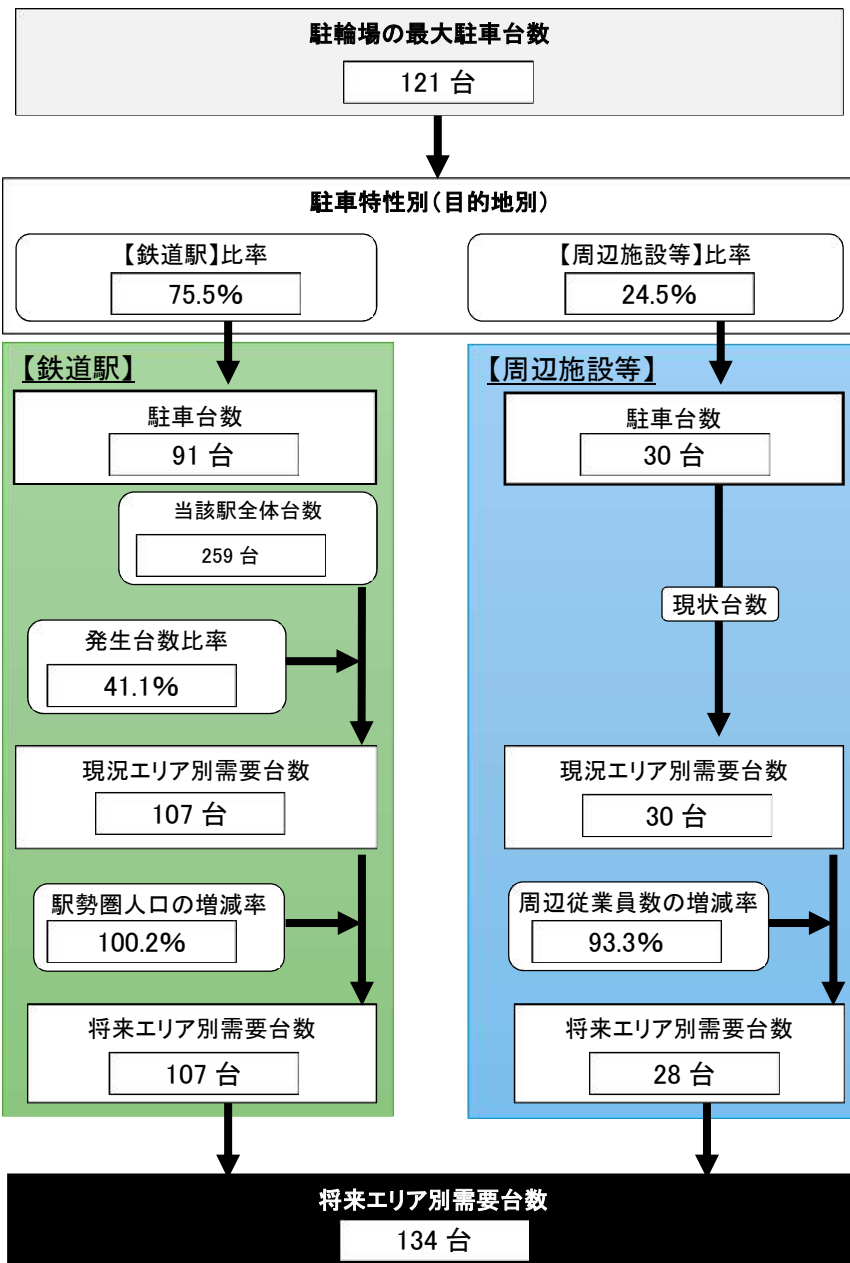 駐輪場の最大駐車台数
121 台
駐車特性別(目的地別)
【鉄道駅】比率
75.5%
【周辺施設等】比率
24.5%
【鉄道駅】
駐車台数
91 台
当該駅全体台数
259 台
発生台数比率
41.1%
現況エリア別需要台数
107 台
駅勢圏人口の増減率
100.2%
将来エリア別需要台数
107 台
【周辺施設等】
駐車台数
30 台
現状台数
現況エリア別需要台数
30 台
周辺従業員数の増減率
93.3%
将来エリア別需要台数
28 台
将来エリア別需要台数
134 台